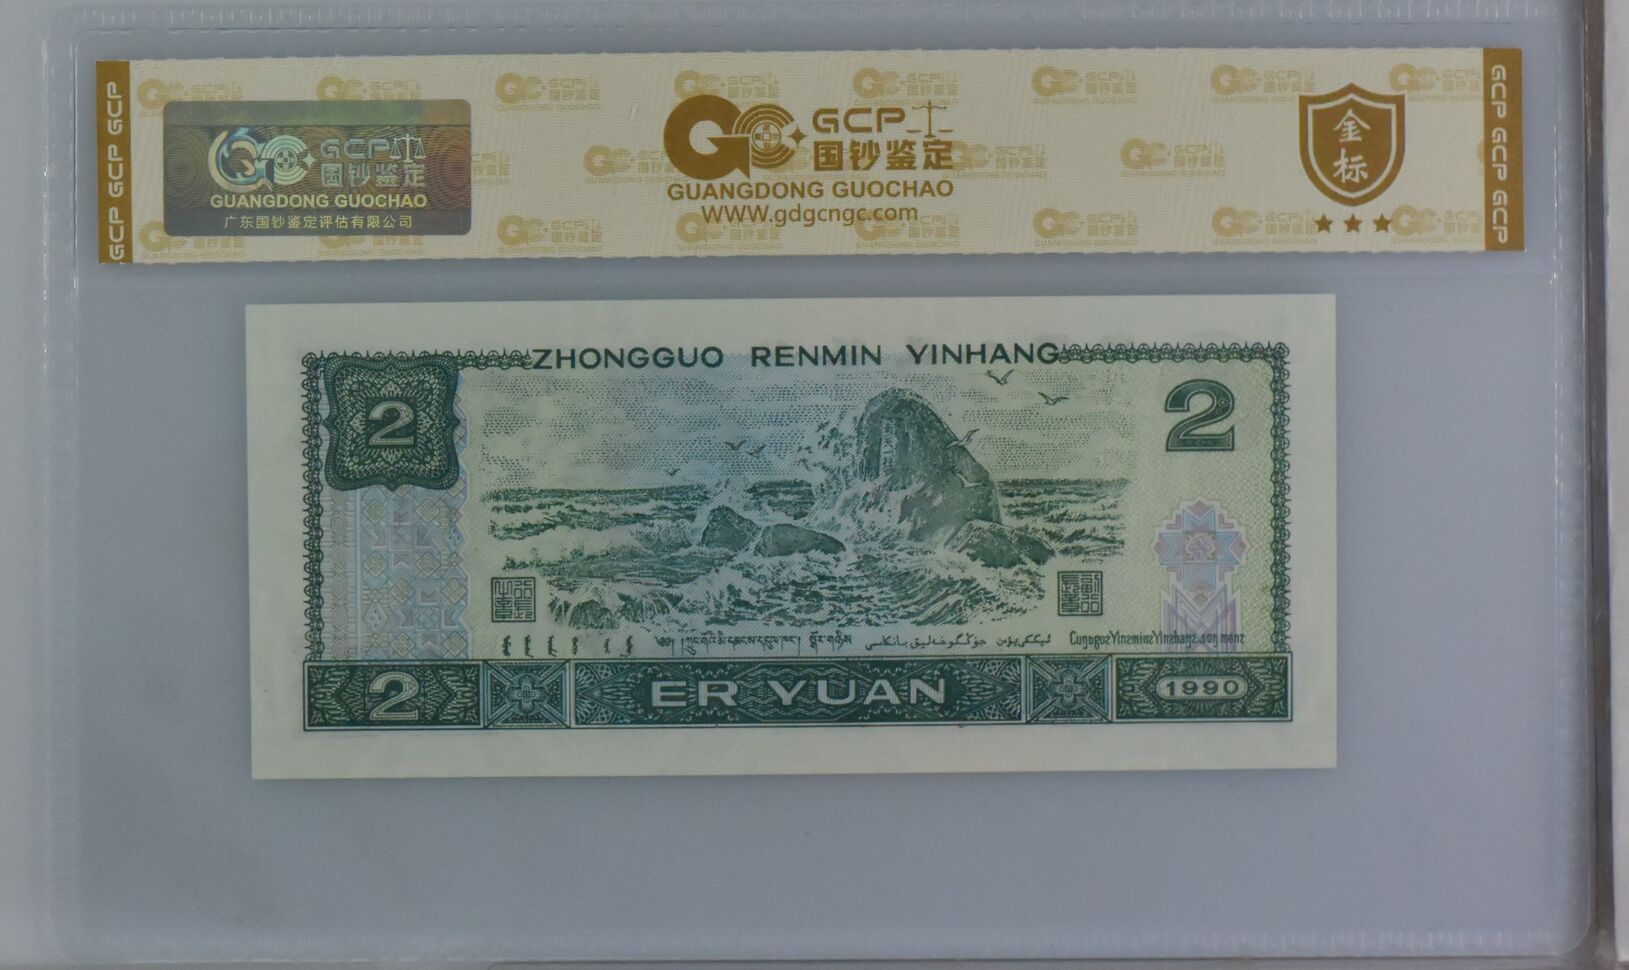 GCP GCP GCP
GCP 国钞鉴定
GUANGDONG GUOCHAO
广东国钞鉴定评估有限公司
GCP
国钞鉴定
GUANGDONG GUOCHAO
WWW.gdgcngc.com
金标
GCP GCP GCP
ZHONGGUO RENMIN YINHANG
2
2
2 ER YUAN 1990